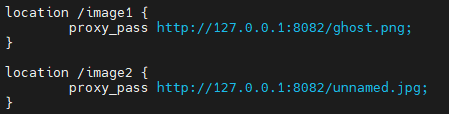 location /image1 {
        proxy_pass http://127.0.0.1:8082/ghost.png;
}
location /image2 {
        proxy_pass http://127.0.0.1:8082/unnamed.jpg;
}